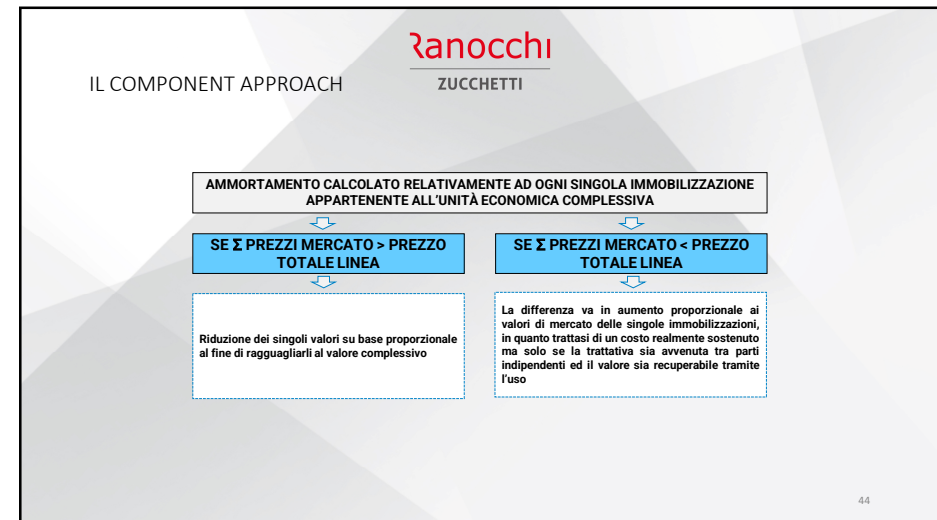 Ranocchi
ZUCCHETTI
IL COMPONENT APPROACH
AMMORTAMENTO CALCOLATO RELATIVAMENTE AD OGNI SINGOLA IMMOBILIZZAZIONE
APPARTENENTE ALL'UNITÀ ECONOMICA COMPLESSIVA
SE Σ PREZZI MERCATO > PREZZO
TOTALE LINEA
SE Σ PREZZI MERCATO < PREZZO
TOTALE LINEA
Riduzione dei singoli valori su base proporzionale
al fine di ragguagliarli al valore complessivo
La differenza va in aumento proporzionale ai
valori di mercato delle singole immobilizzazioni,
in quanto trattasi di un costo realmente sostenuto
ma solo se la trattativa sia avvenuta tra parti
indipendenti ed il valore sia recuperabile tramite
l'uso
44